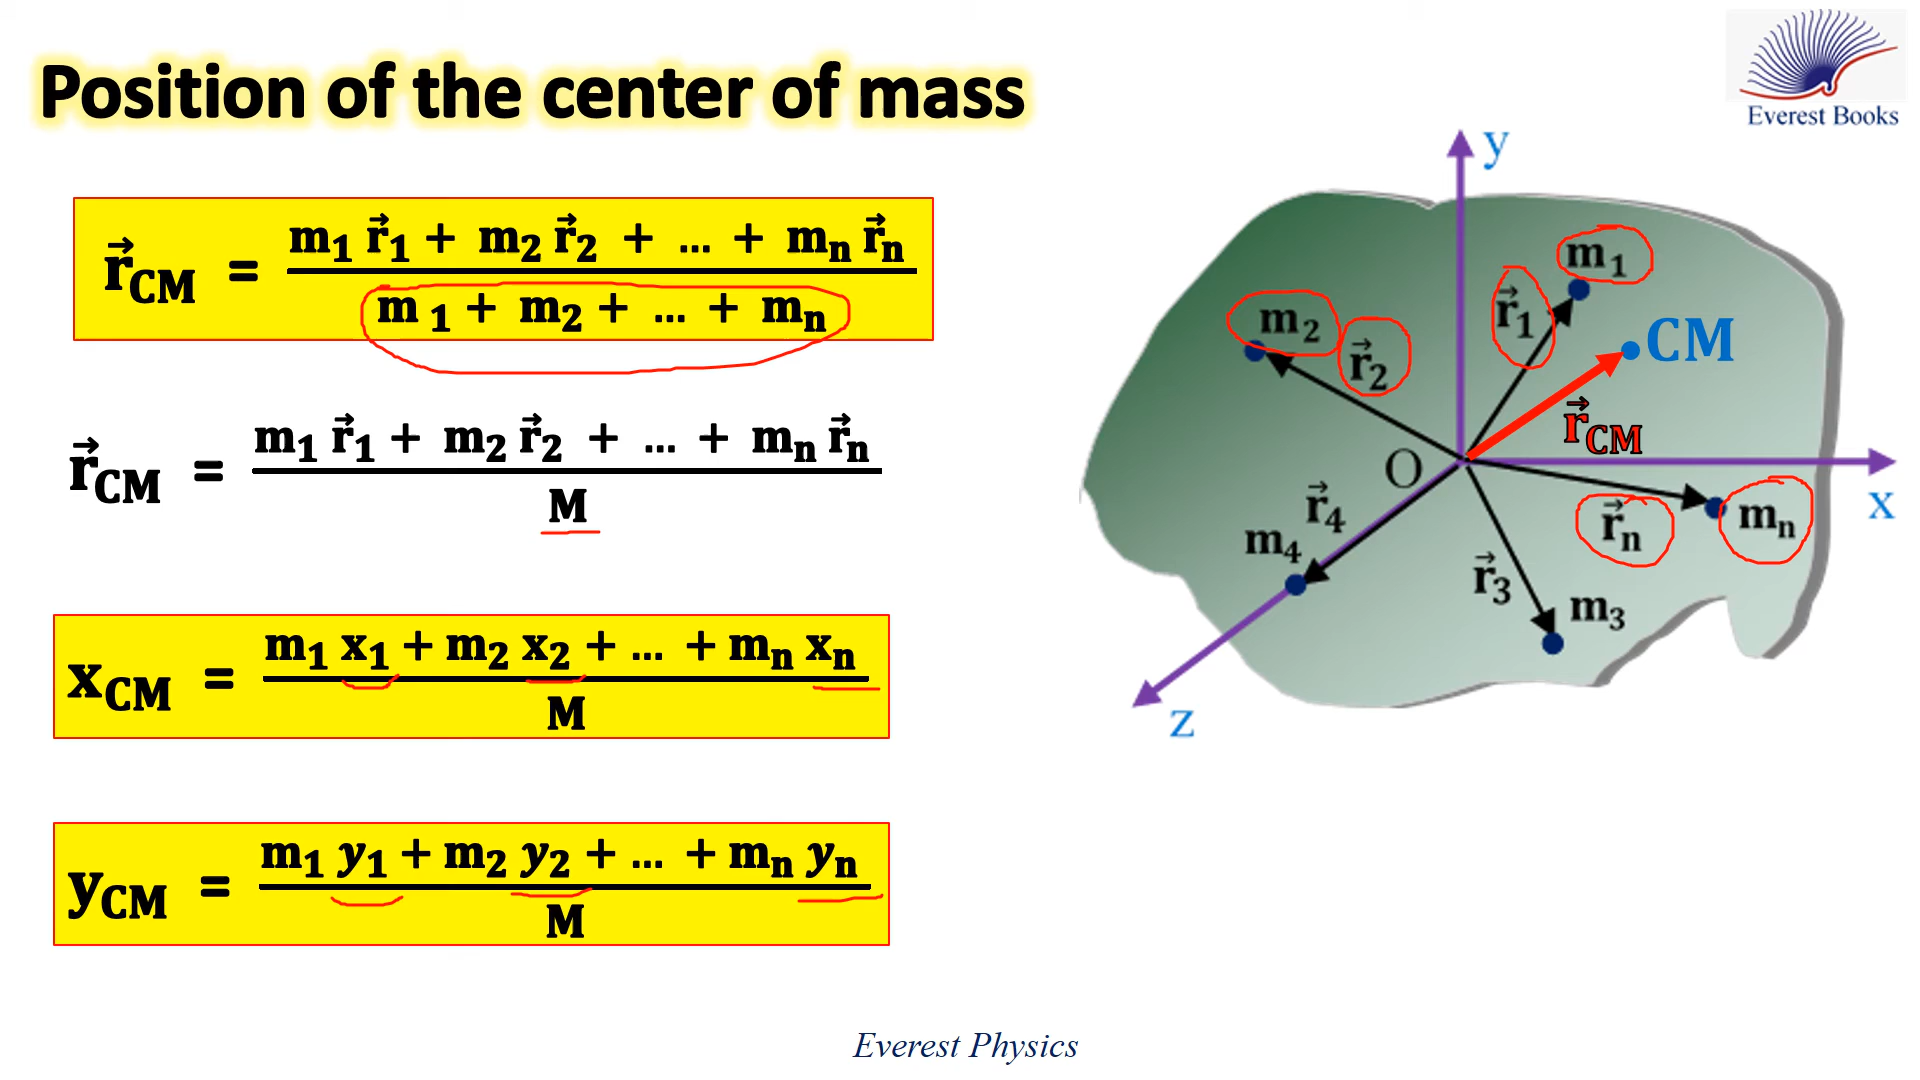 Position of the center of mass
Everest Books
r⃗CM = (m₁ r⃗₁ + m₂ r⃗₂ + ... + mₙ r⃗ₙ) / (m₁ + m₂ + ... + mₙ)
r⃗CM = (m₁ r⃗₁ + m₂ r⃗₂ + ... + mₙ r⃗ₙ) / M
xCM = (m₁ x₁ + m₂ x₂ + ... + mₙ xₙ) / M
yCM = (m₁ y₁ + m₂ y₂ + ... + mₙ yₙ) / M
y
m₁
m₂
r⃗₁
r⃗₂
CM
r⃗CM
O
x
r⃗₄
r⃗ₙ
mₙ
m₄
r⃗₃
m₃
z
Everest Physics